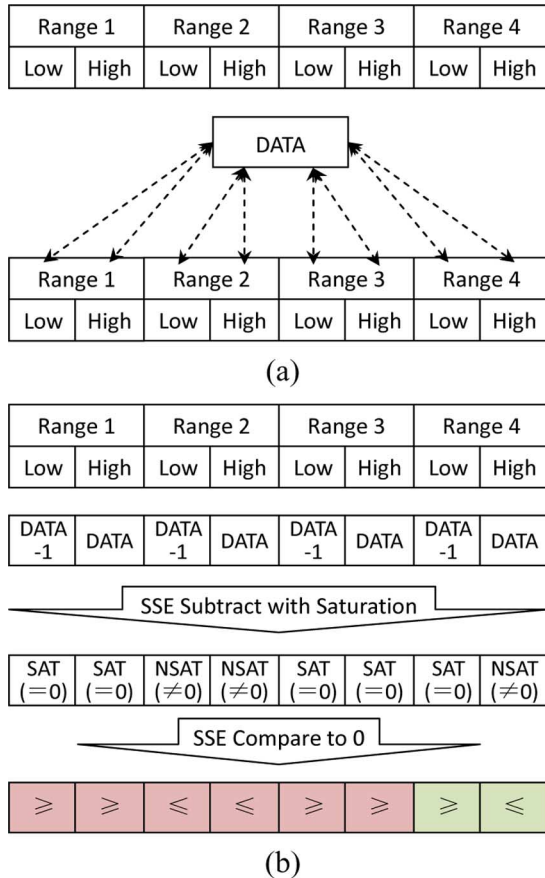 Range 1 Range 2 Range 3 Range 4
Low High Low High Low High Low High
DATA
Range 1 Range 2 Range 3 Range 4
Low High Low High Low High Low High
(a)
Range 1 Range 2 Range 3 Range 4
Low High Low High Low High Low High
DATA -1 DATA DATA -1 DATA DATA -1 DATA DATA -1 DATA
SSE Subtract with Saturation
SAT SAT NSAT NSAT SAT SAT SAT NSAT
(=0) (=0) (≠0) (≠0) (=0) (=0) (=0) (≠0)
SSE Compare to 0
⩾ ⩾ ⩽ ⩽ ⩾ ⩾ ⩾ ⩽
(b)